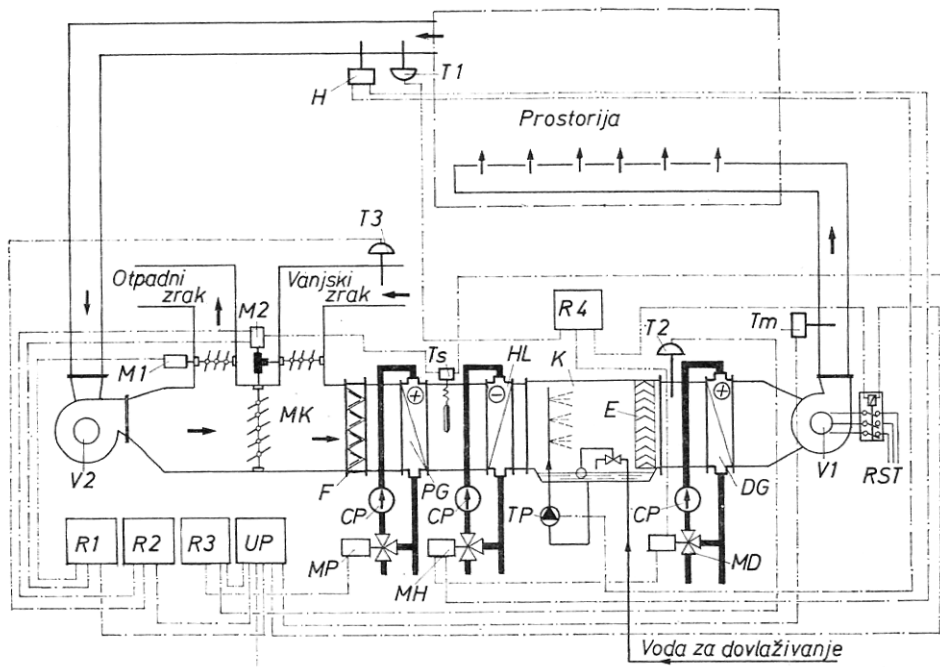 H
T1
Prostorija
T3
Otpadni
zrak
Vanjski
zrak
M2
M1
R4
T2
Tm
Ts
HL
K
E
MK
V2
F
PG
DG
V1
RST
CP
CP
TP
CP
R1
R2
R3
UP
MP
MH
MD
Voda za dovlaživanje